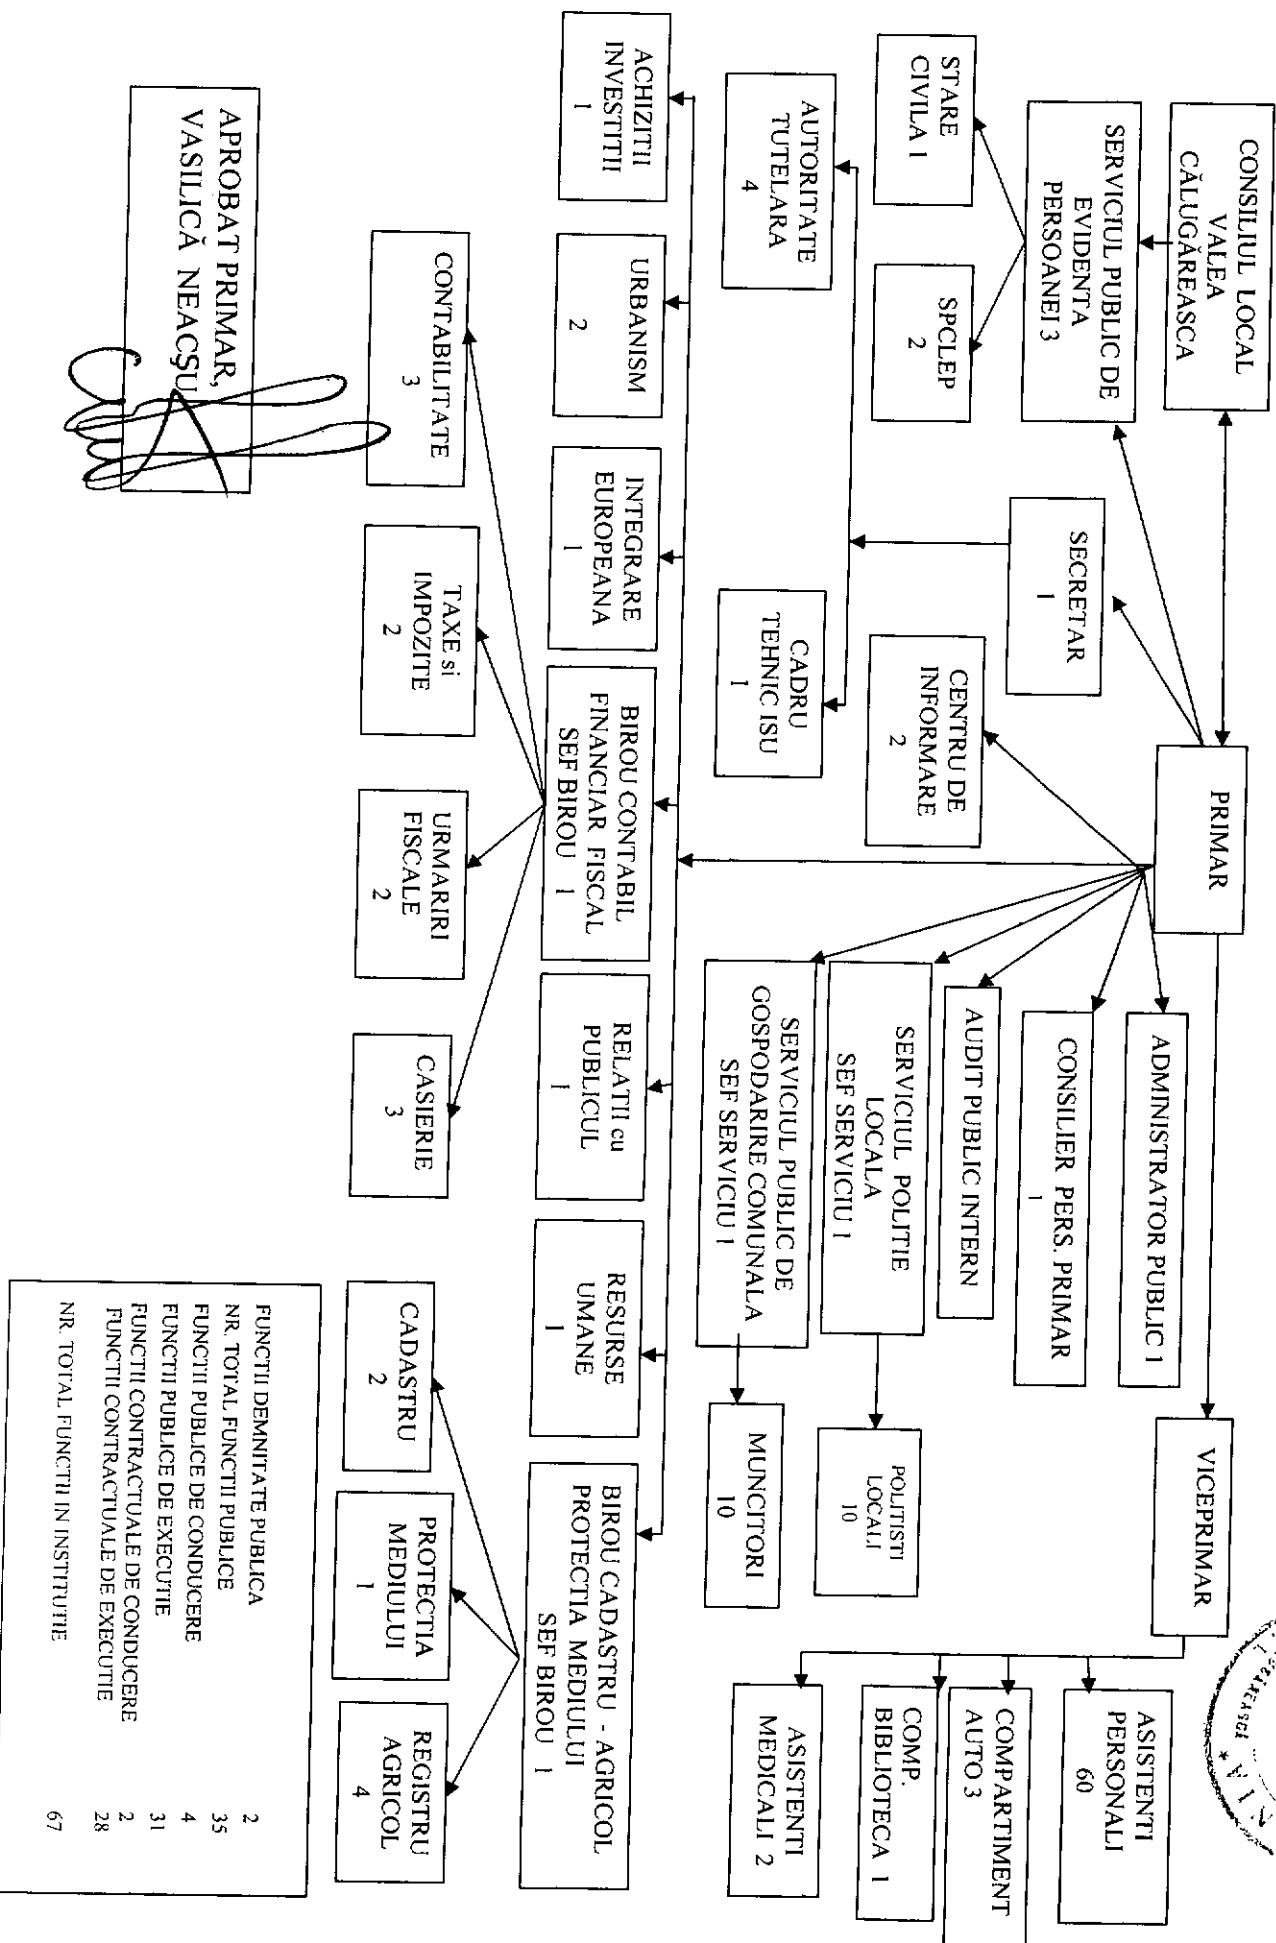 CONSILIUL LOCAL
VALEA
CĂLUGĂREASCA
PRIMAR
VICEPRIMAR
SERVICIUL PUBLIC DE
EVIDENTA
PERSOANEI 3
SECRETAR
1
ADMINISTRATOR PUBLIC 1
CONSILIER PERS. PRIMAR
1
AUDIT PUBLIC INTERN
ASISTENTI
PERSONALI
60
COMPARTIMENT
AUTO 3
COMP.
BIBLIOTECA 1
ASISTENTI
MEDICALI 2
STARE
CIVILA 1
SPCLEP
2
CENTRU DE
INFORMARE
2
SERVICIUL POLITIE
LOCALA
SEF SERVICIU 1
POLITISTI
LOCALI
10
AUTORITATE
TUTELARA
4
CADRU
TEHNIC ISU
1
SERVICIUL PUBLIC DE
GOSPODARIRE COMUNALA
SEF SERVICIU 1
MUNCITORI
10
ACHIZITII
INVESTITII
1
URBANISM
2
INTEGRARE
EUROPEANA
1
BIROU CONTABIL
FINANCIAR FISCAL
SEF BIROU 1
RELATII cu
PUBLICUL
1
RESURSE
UMANE
1
BIROU CADASTRU - AGRICOL
PROTECTIA MEDIULUI
SEF BIROU 1
CONTABILITATE
3
TAXE si
IMPOZITE
2
URMARIRI
FISCALE
2
CASIERIE
3
CADASTRU
2
PROTECTIA
MEDIULUI
1
REGISTRU
AGRICOL
4
APROBAT PRIMAR,
VASILICĂ NEACȘU
FUNCTII DEMNITATE PUBLICA 2
NR. TOTAL FUNCTII PUBLICE 35
FUNCTII PUBLICE DE CONDUCERE 4
FUNCTII PUBLICE DE EXECUTIE 31
FUNCTII CONTRACTUALE DE CONDUCERE 2
FUNCTII CONTRACTUALE DE EXECUTIE 28
NR. TOTAL FUNCTII IN INSTITUTIE 67